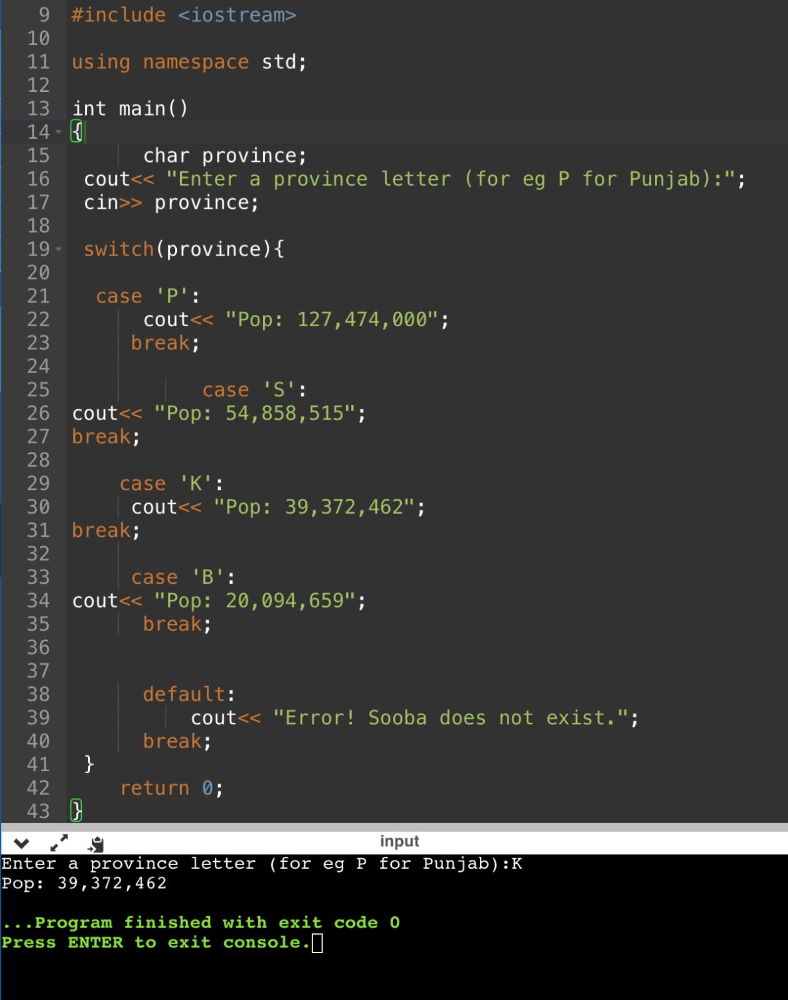 9 #include <iostream>
10
11 using namespace std;
12
13 int main()
14 {
15       char province;
16  cout<< "Enter a province letter (for eg P for Punjab):";
17  cin>> province;
18
19  switch(province){
20
21   case 'P':
22       cout<< "Pop: 127,474,000";
23      break;
24
25            case 'S':
26 cout<< "Pop: 54,858,515";
27 break;
28
29     case 'K':
30      cout<< "Pop: 39,372,462";
31 break;
32
33      case 'B':
34 cout<< "Pop: 20,094,659";
35       break;
36
37
38       default:
39           cout<< "Error! Sooba does not exist.";
40       break;
41  }
42     return 0;
43 }
input
Enter a province letter (for eg P for Punjab):K
Pop: 39,372,462

...Program finished with exit code 0
Press ENTER to exit console.